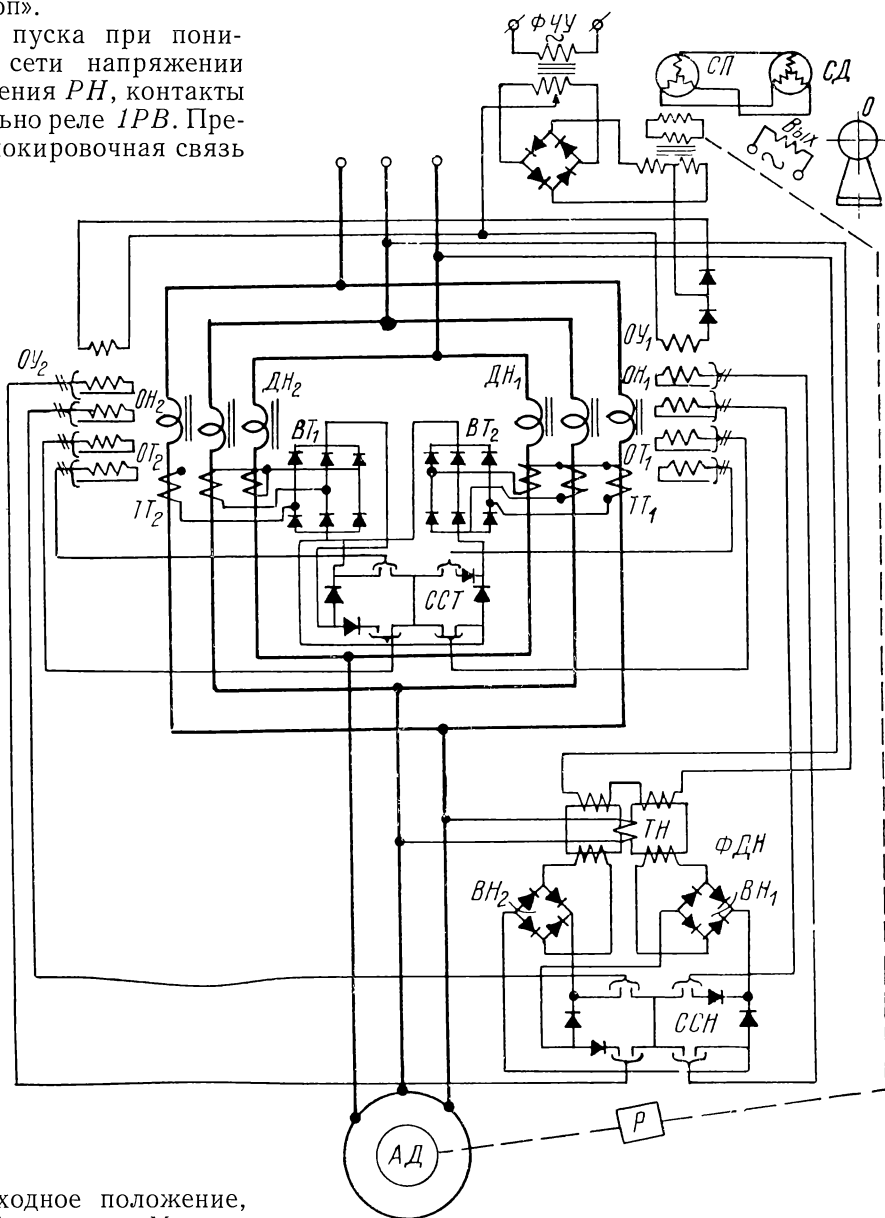 оп».
пуска при пони-
сети напряжении
ения РН, контакты
ьно реле 1РВ. Пре-
локировочная связь
ФЧУ
СП
СД
О
Вых
ОУ₁
ОУ₂
ДН₂
ДН₁
ОН₁
ОН₂
ВТ₁
ВТ₂
ОТ₂
ОТ₁
ТТ₂
ТТ₁
ССТ
ТН
ФДН
ВН₂
ВН₁
ССН
Р
АД
ходное положение,